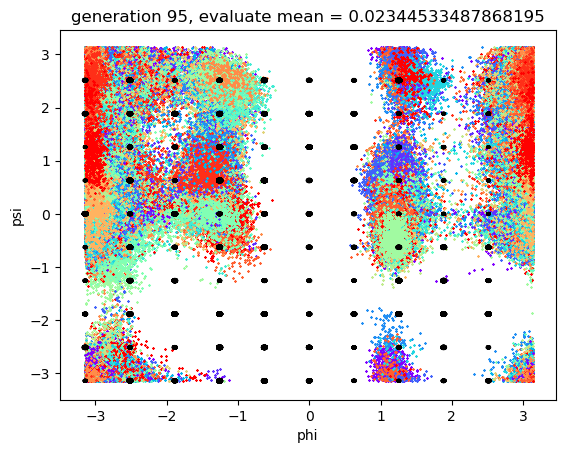 generation 95, evaluate mean = 0.02344533487868195
3
2
1
0
−1
−2
−3
psi
−3 −2 −1 0 1 2 3
phi